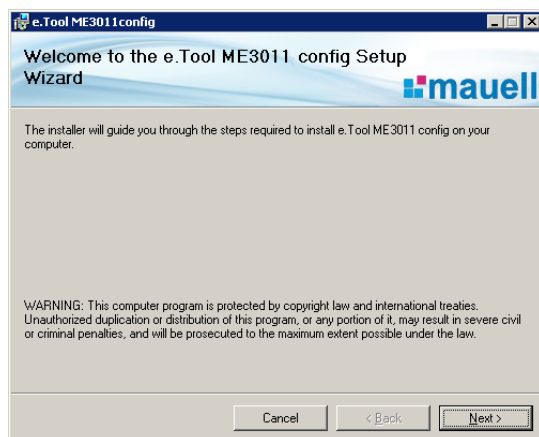 e.Tool ME3011config
Welcome to the e.Tool ME3011 config Setup
Wizard
mauell
The installer will guide you through the steps required to install e.Tool ME3011 config on your
computer.
WARNING: This computer program is protected by copyright law and international treaties.
Unauthorized duplication or distribution of this program, or any portion of it, may result in severe civil
or criminal penalties, and will be prosecuted to the maximum extent possible under the law.
Cancel < Back Next >